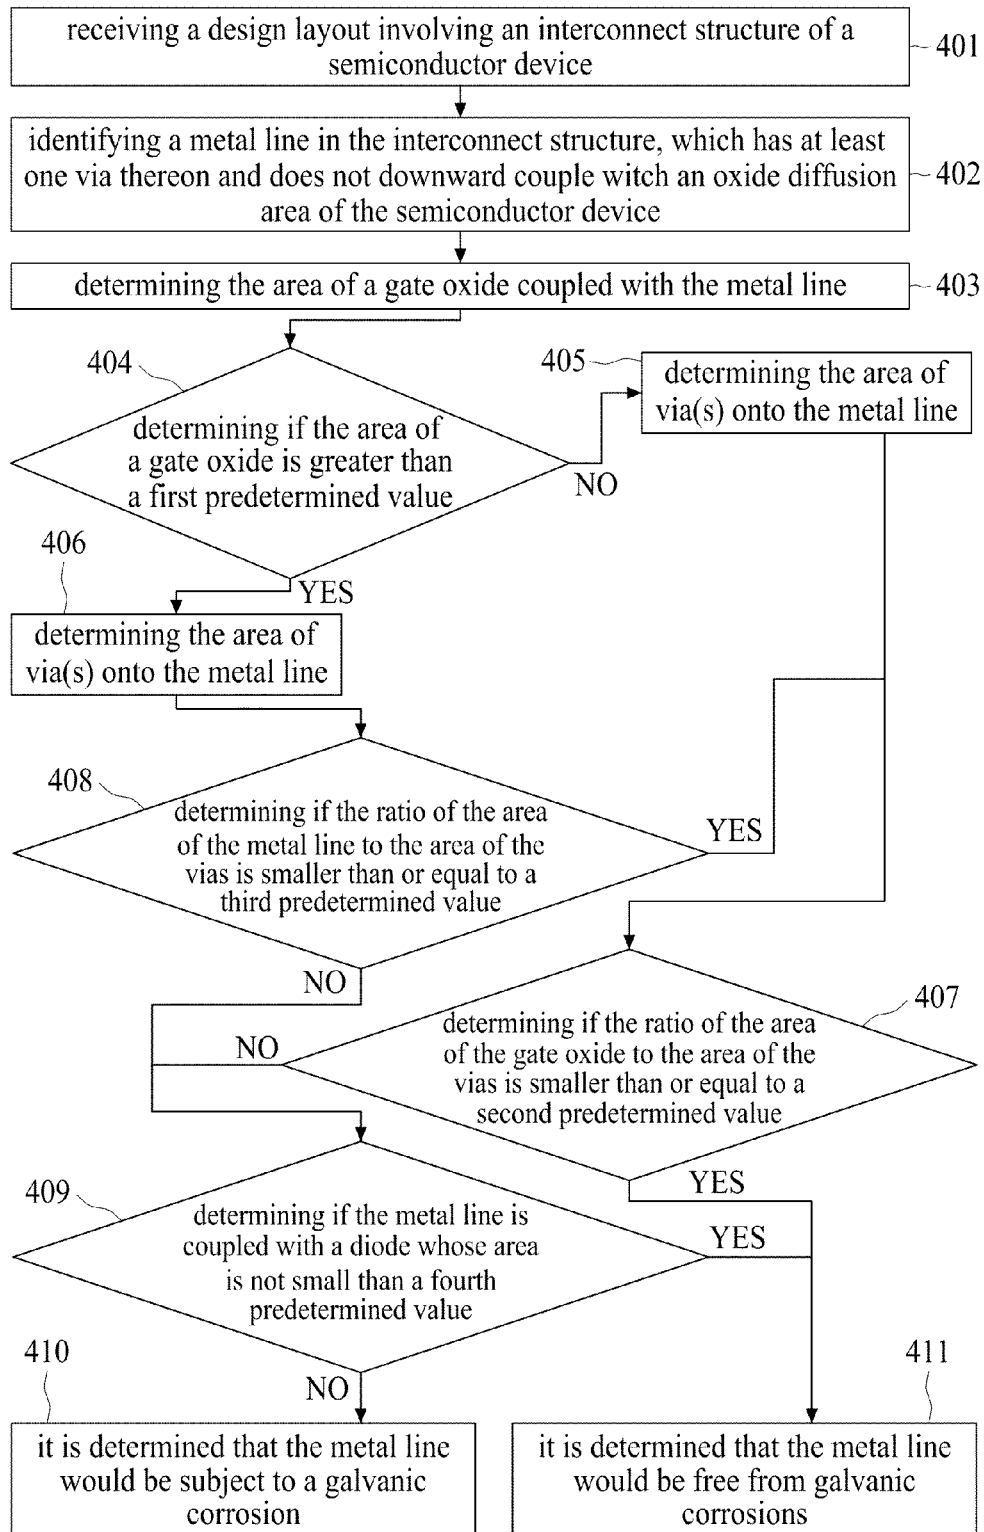 receiving a design layout involving an interconnect structure of a
semiconductor device
401
identifying a metal line in the interconnect structure, which has at least
one via thereon and does not downward couple witch an oxide diffusion
area of the semiconductor device
402
determining the area of a gate oxide coupled with the metal line
403
404
determining if the area of
a gate oxide is greater than
a first predetermined value
NO
YES
405
determining the area of
via(s) onto the metal line
406
determining the area of
via(s) onto the metal line
408
determining if the ratio of the area
of the metal line to the area of the
vias is smaller than or equal to a
third predetermined value
YES
NO
407
determining if the ratio of the area
of the gate oxide to the area of the
vias is smaller than or equal to a
second predetermined value
NO
YES
409
determining if the metal line is
coupled with a diode whose area
is not small than a fourth
predetermined value
YES
NO
410
it is determined that the metal line
would be subject to a galvanic
corrosion
411
it is determined that the metal line
would be free from galvanic
corrosions